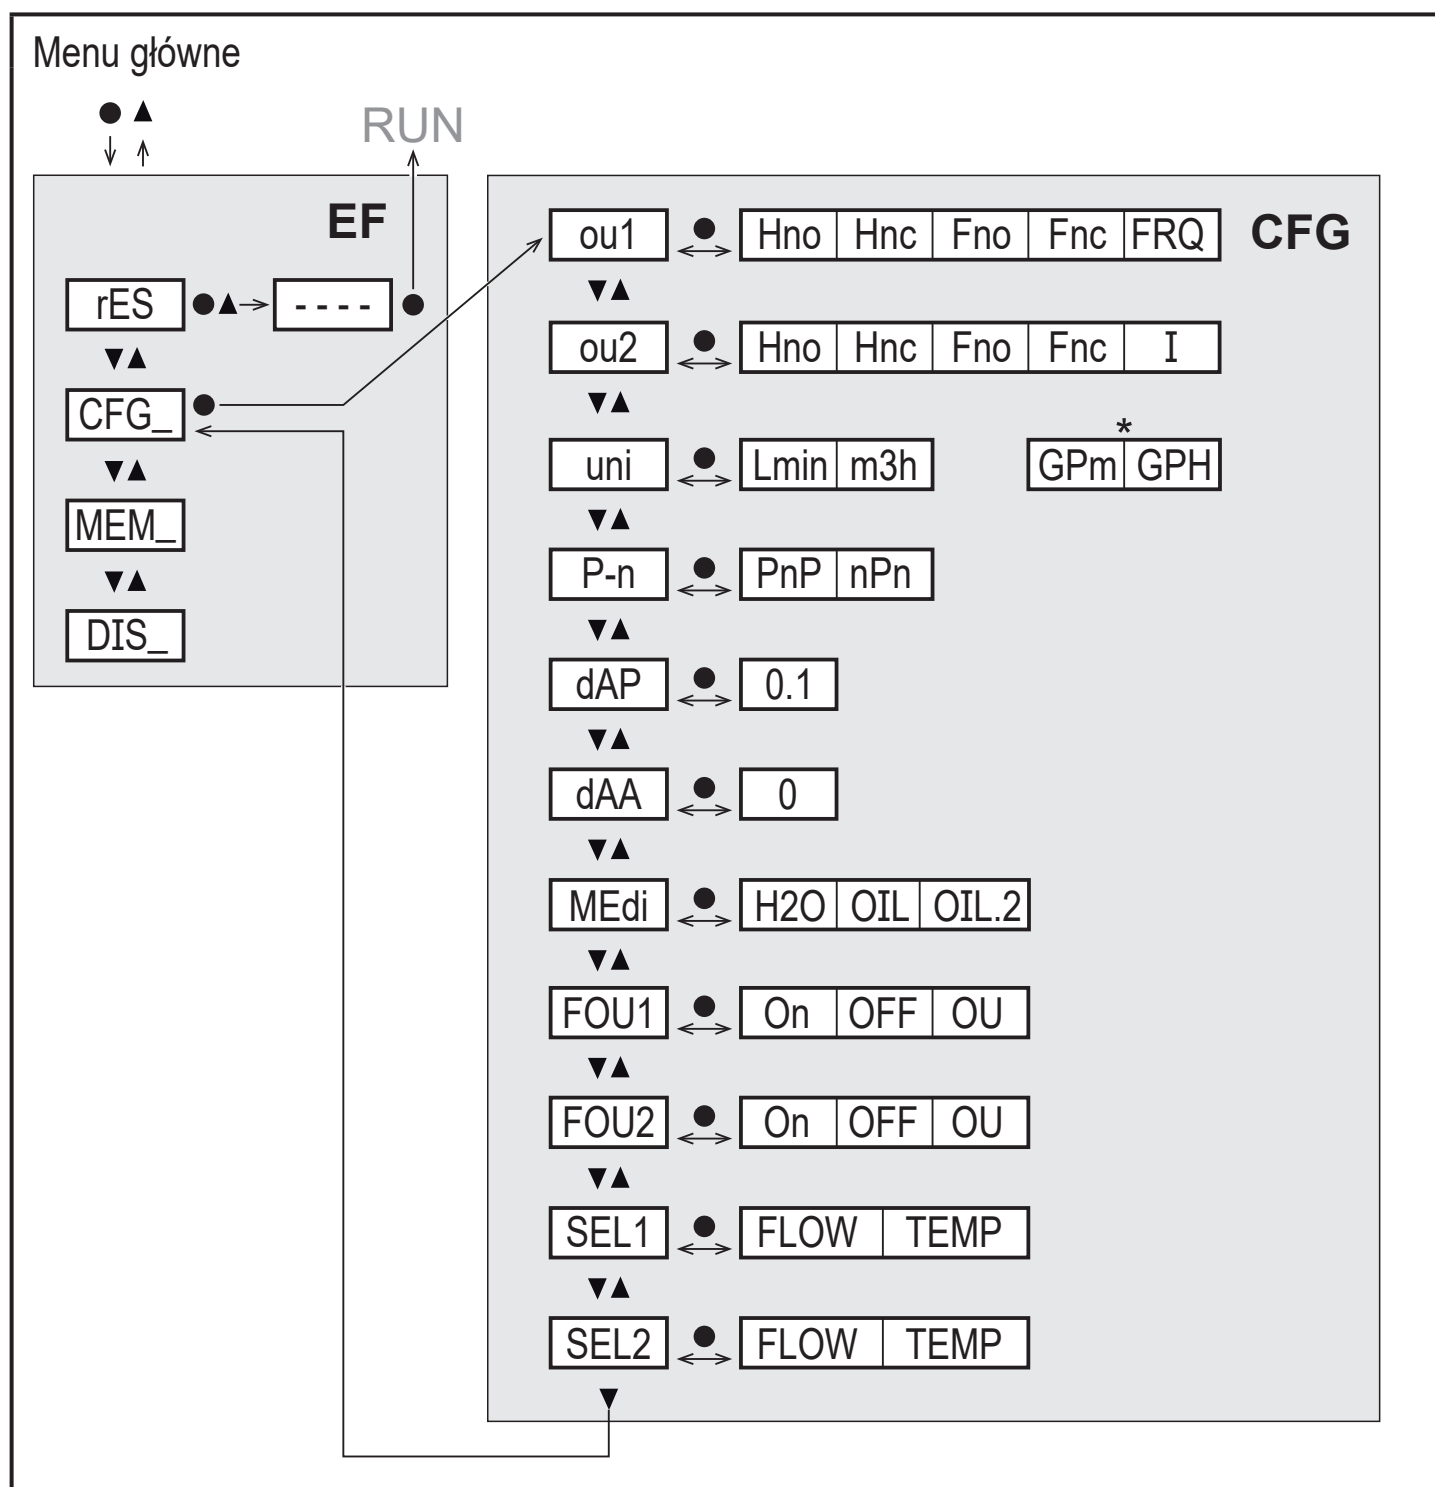 Menu główne
RUN
EF
rES
- - - -
CFG_
MEM_
DIS_
CFG
ou1 Hno Hnc Fno Fnc FRQ
ou2 Hno Hnc Fno Fnc I
*
uni Lmin m3h GPm GPH
P-n PnP nPn
dAP 0.1
dAA 0
MEdi H2O OIL OIL.2
FOU1 On OFF OU
FOU2 On OFF OU
SEL1 FLOW TEMP
SEL2 FLOW TEMP